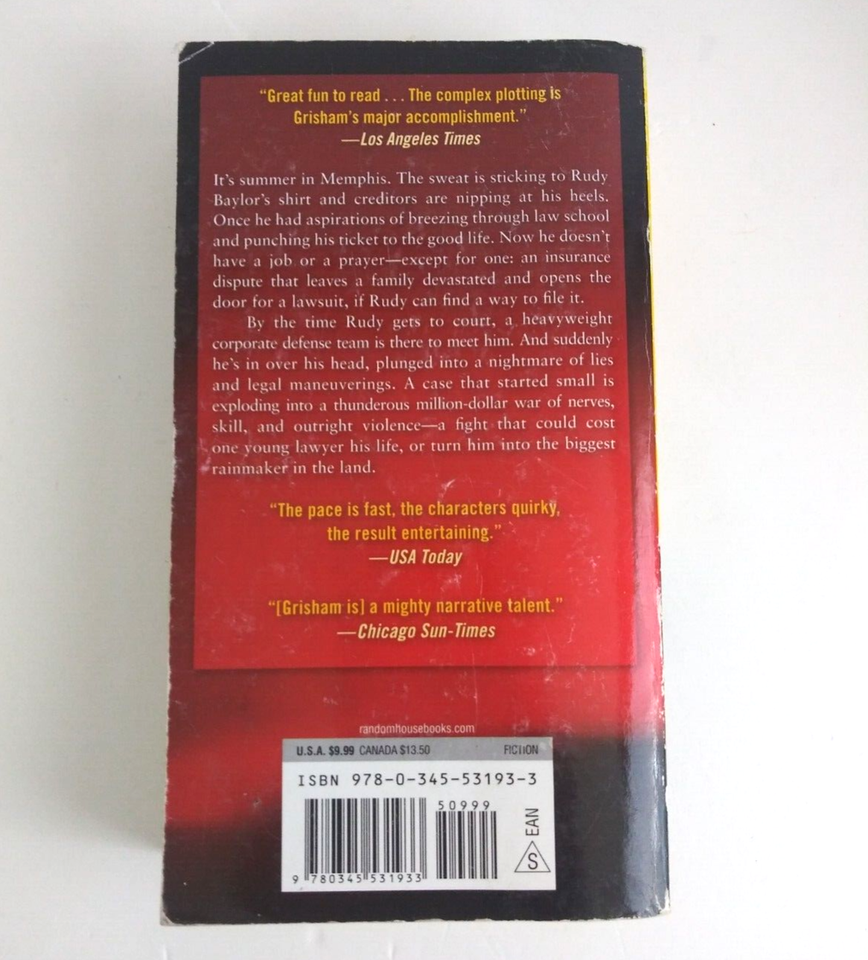 “Great fun to read . . . The complex plotting is
Grisham’s major accomplishment.”
—Los Angeles Times
It’s summer in Memphis. The sweat is sticking to Rudy
Baylor’s shirt and creditors are nipping at his heels.
Once he had aspirations of breezing through law school
and punching his ticket to the good life. Now he doesn’t
have a job or a prayer—except for one: an insurance
dispute that leaves a family devastated and opens the
door for a lawsuit, if Rudy can find a way to file it.
By the time Rudy gets to court, a heavyweight
corporate defense team is there to meet him. And suddenly
he’s in over his head, plunged into a nightmare of lies
and legal maneuverings. A case that started small is
exploding into a thunderous million-dollar war of nerves,
skill, and outright violence—a fight that could cost
one young lawyer his life, or turn him into the biggest
rainmaker in the land.
“The pace is fast, the characters quirky,
the result entertaining.”
—USA Today
“[Grisham is] a mighty narrative talent.”
—Chicago Sun-Times
randomhousebooks.com
U.S.A. $9.99 CANADA $13.50 FICTION
ISBN 978-0-345-53193-3
50999
9 780345 531933
S EAN